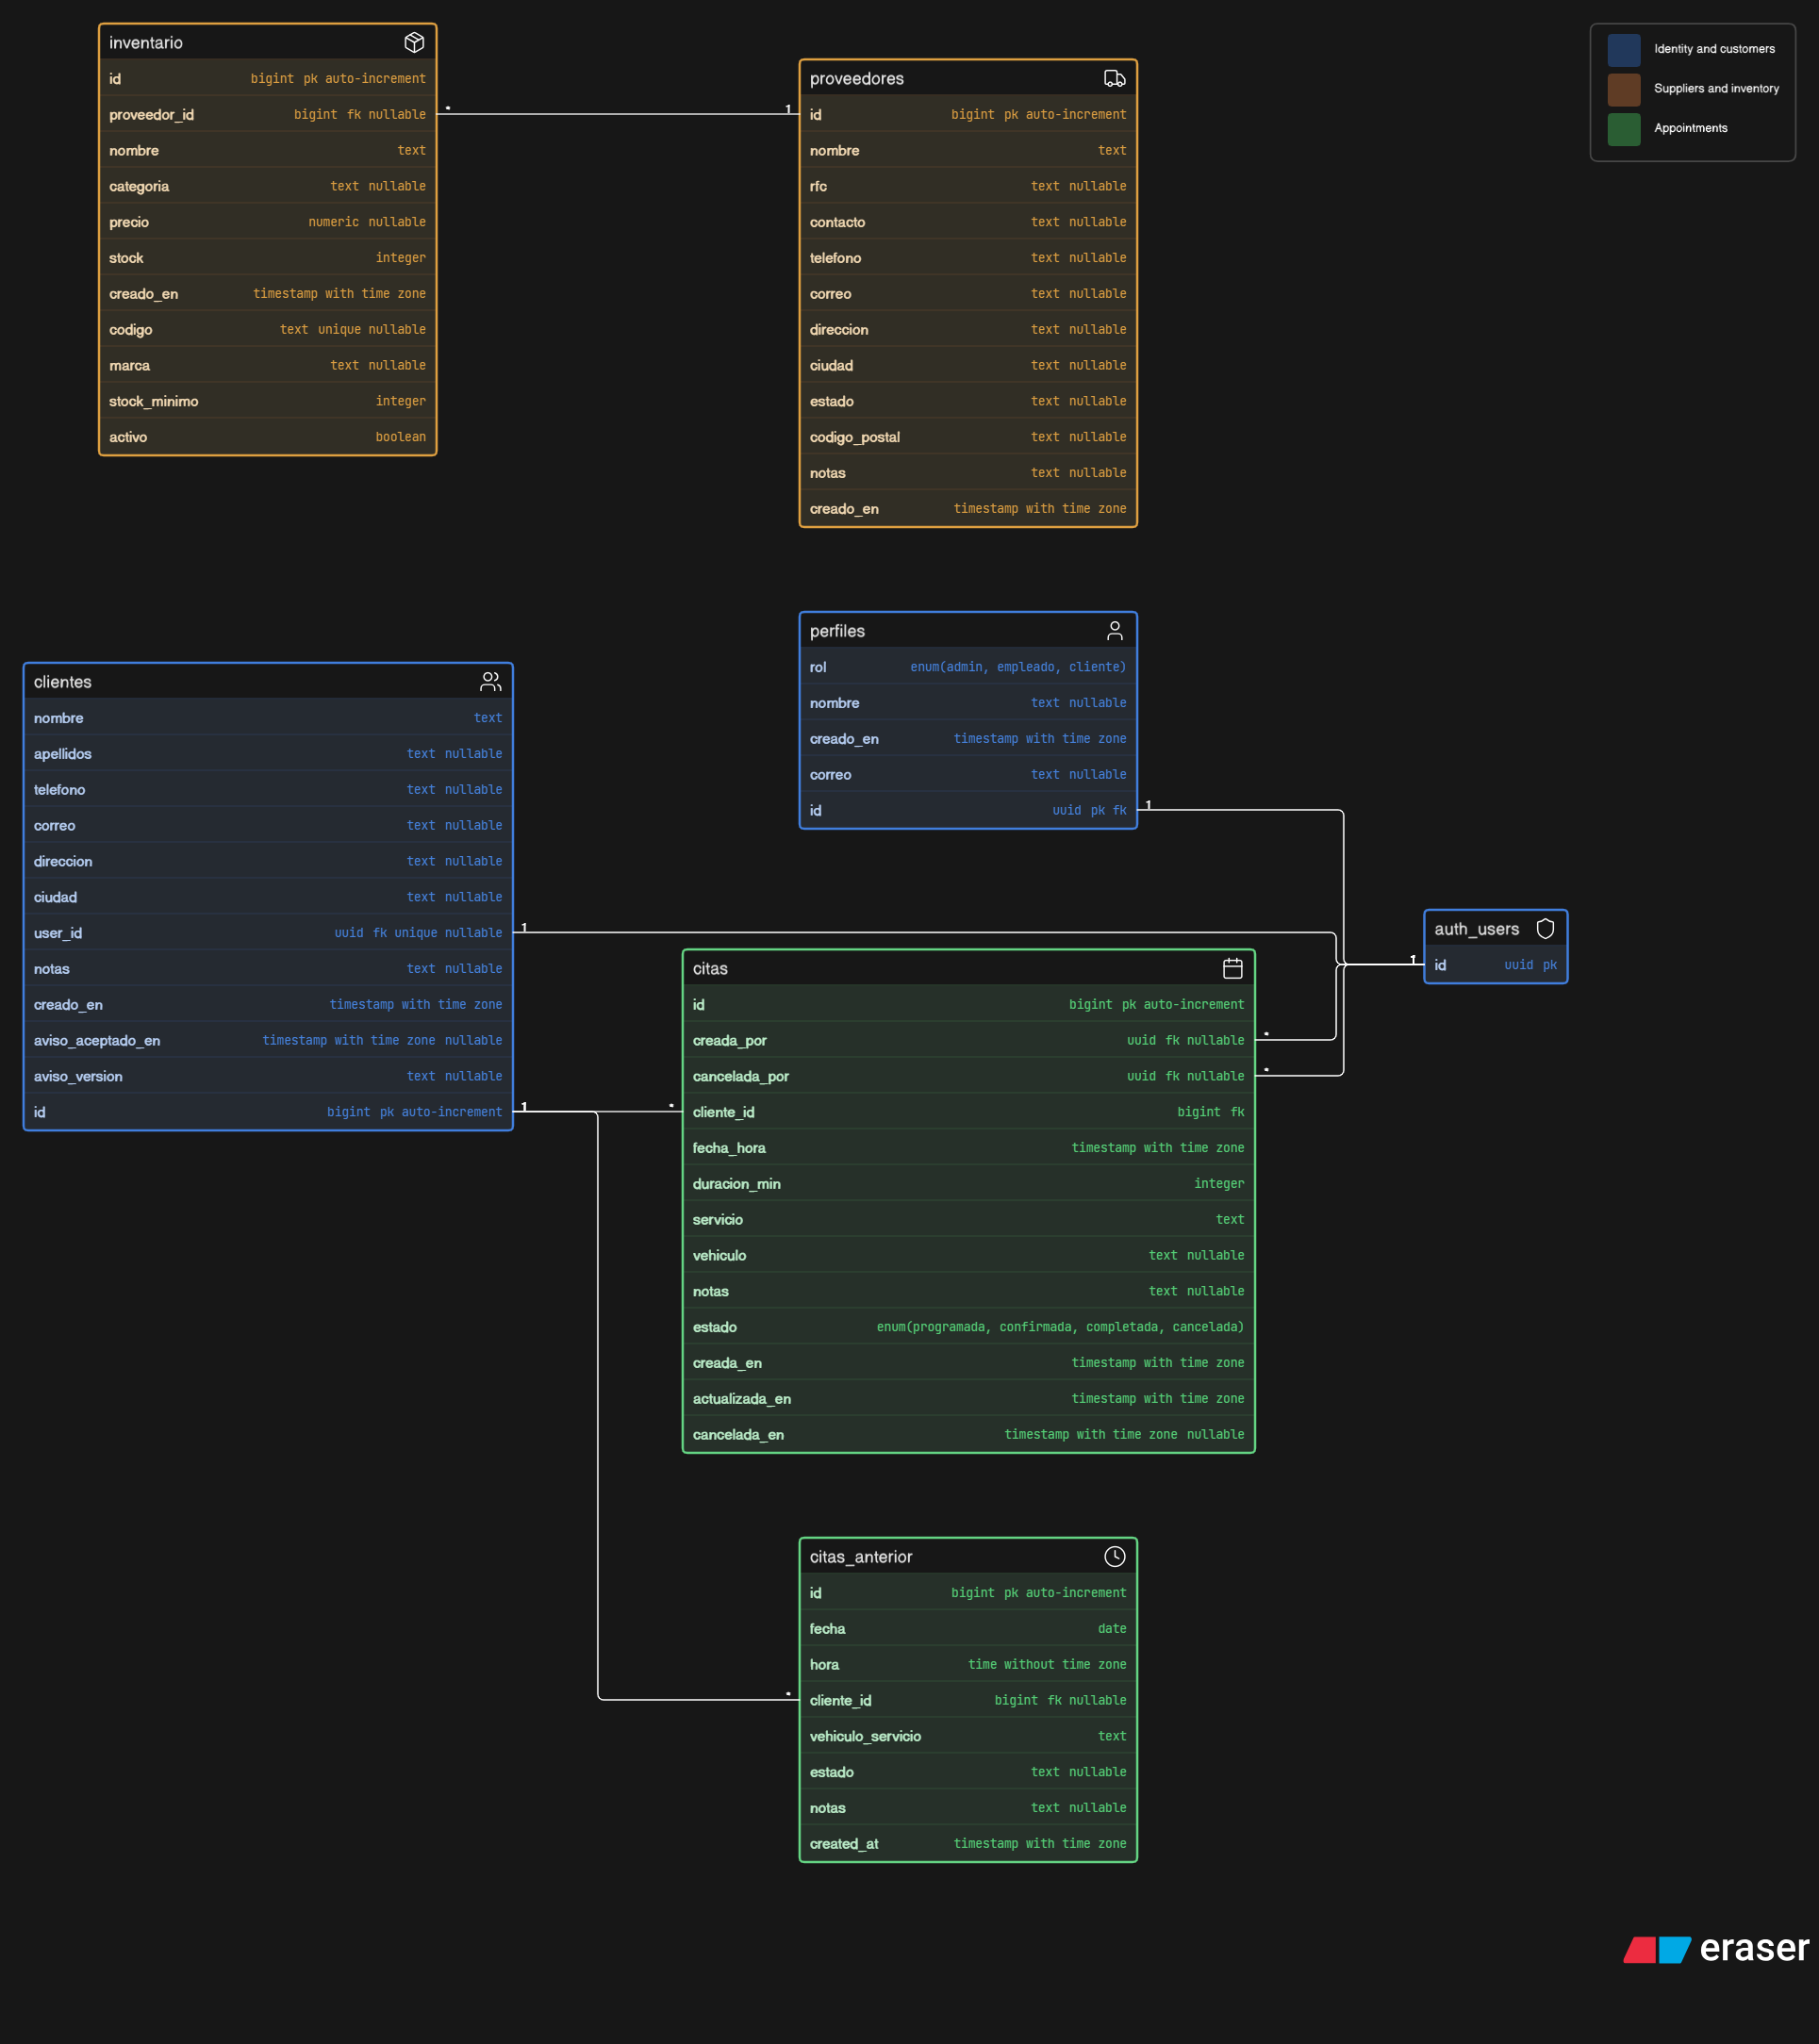 inventario
id bigint pk auto-increment
proveedor_id bigint fk nullable
nombre text
categoria text nullable
precio numeric nullable
stock integer
creado_en timestamp with time zone
codigo text unique nullable
marca text nullable
stock_minimo integer
activo boolean
* 1
proveedores
id bigint pk auto-increment
nombre text
rfc text nullable
contacto text nullable
telefono text nullable
correo text nullable
direccion text nullable
ciudad text nullable
estado text nullable
codigo_postal text nullable
notas text nullable
creado_en timestamp with time zone
Identity and customers
Suppliers and inventory
Appointments
perfiles
rol enum(admin, empleado, cliente)
nombre text nullable
creado_en timestamp with time zone
correo text nullable
id uuid pk fk
1
clientes
nombre text
apellidos text nullable
telefono text nullable
correo text nullable
direccion text nullable
ciudad text nullable
user_id uuid fk unique nullable
notas text nullable
creado_en timestamp with time zone
aviso_aceptado_en timestamp with time zone nullable
aviso_version text nullable
id bigint pk auto-increment
1
1 *
auth_users
id uuid pk
1
citas
id bigint pk auto-increment
creada_por uuid fk nullable
cancelada_por uuid fk nullable
cliente_id bigint fk
fecha_hora timestamp with time zone
duracion_min integer
servicio text
vehiculo text nullable
notas text nullable
estado enum(programada, confirmada, completada, cancelada)
creada_en timestamp with time zone
actualizada_en timestamp with time zone
cancelada_en timestamp with time zone nullable
*
*
citas_anterior
id bigint pk auto-increment
fecha date
hora time without time zone
cliente_id bigint fk nullable
vehiculo_servicio text
estado text nullable
notas text nullable
created_at timestamp with time zone
*
eraser